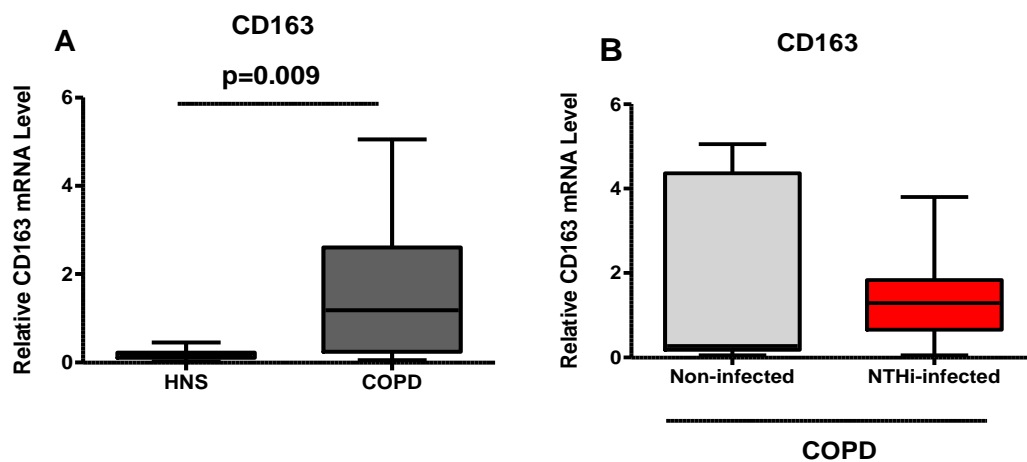 A
CD163
p=0.009
Relative CD163 mRNA Level
6
4
2
0
HNS
COPD
B
CD163
Relative CD163 mRNA Level
6
4
2
0
Non-infected
NTHi-infected
COPD